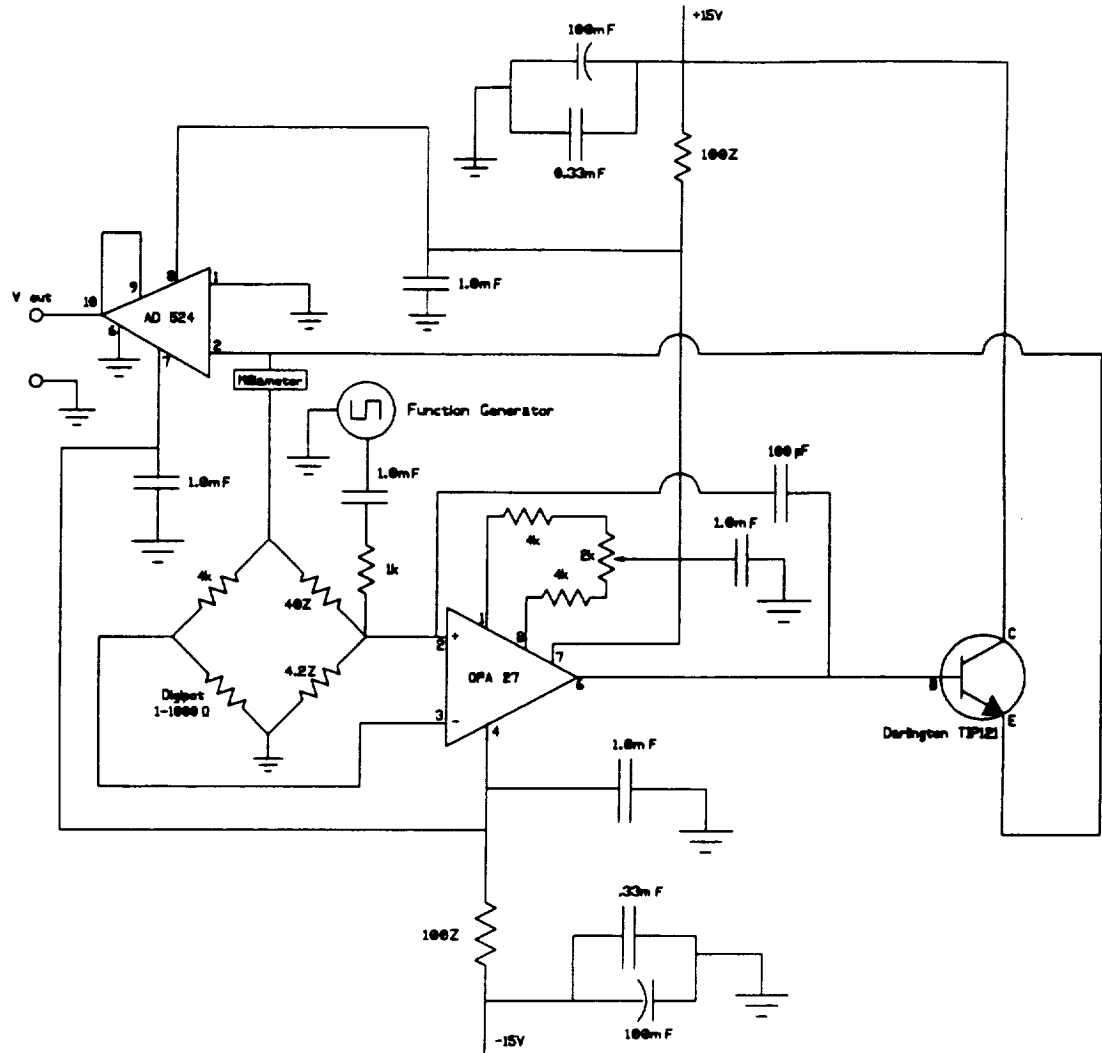 +15V
100mF
100Z
0.33mF
8
1
9
1.0mF
V out
10
AD 524
6
2
7
Milliameter
Function Generator
100pF
1.0mF
1.0mF
1.0mF
4k
2k
4k
1k
4k
40Z
1
8
C
+
2
7
4.2Z
OPA 27
6
B
Digipot
1-1000 Ω
3
-
4
E
Darlington TIP121
1.0mF
.33mF
100Z
100mF
-15V